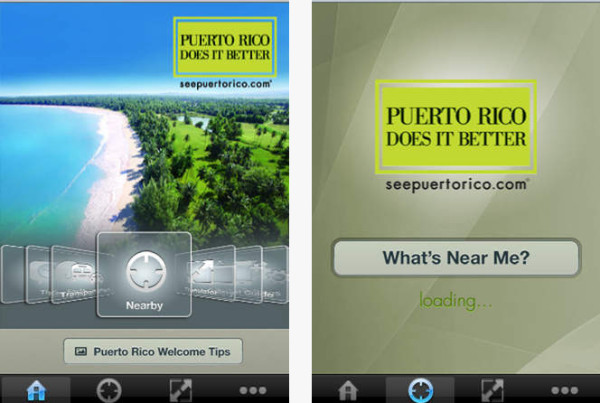 PUERTO RICO
DOES IT BETTER
seepuertorico.com®
Nearby
Puerto Rico Welcome Tips
PUERTO RICO
DOES IT BETTER
seepuertorico.com®
What's Near Me?
loading...